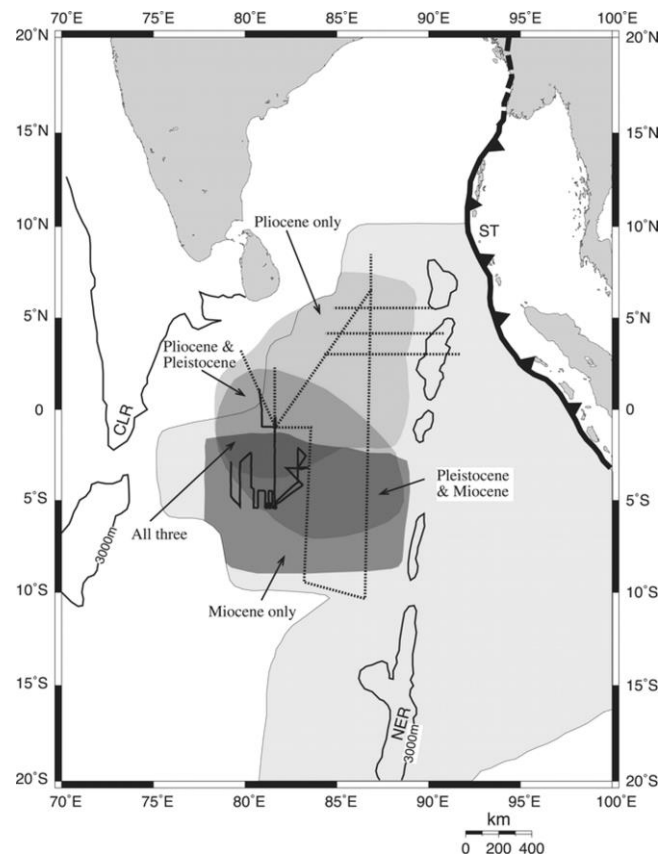 70˚E 75˚E 80˚E 85˚E 90˚E 95˚E 100˚E
20˚N 20˚N
15˚N 15˚N
10˚N 10˚N
Pliocene only
ST
5˚N 5˚N
Pliocene &
Pleistocene
0 0
CLR
Pleistocene
& Miocene
5˚S 5˚S
All three
3000m
10˚S 10˚S
Miocene only
15˚S 15˚S
NER
3000m
20˚S 20˚S
70˚E 75˚E 80˚E 85˚E 90˚E 95˚E 100˚E
km
0 200 400